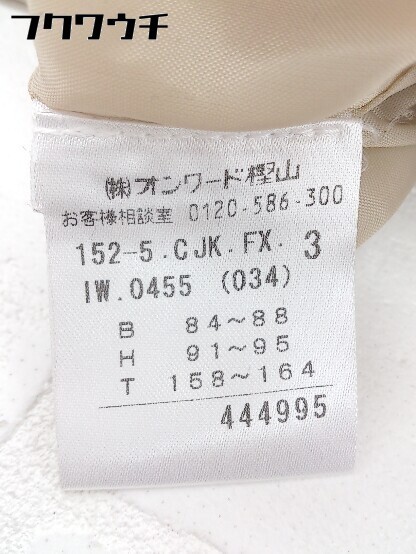 フクワウチ
(株)オンワード樫山
お客様相談室 0120-586-300
152-5.CJK.FX. 3
IW.0455 (034)
B 84～88
H 91～95
T 158～164
444995